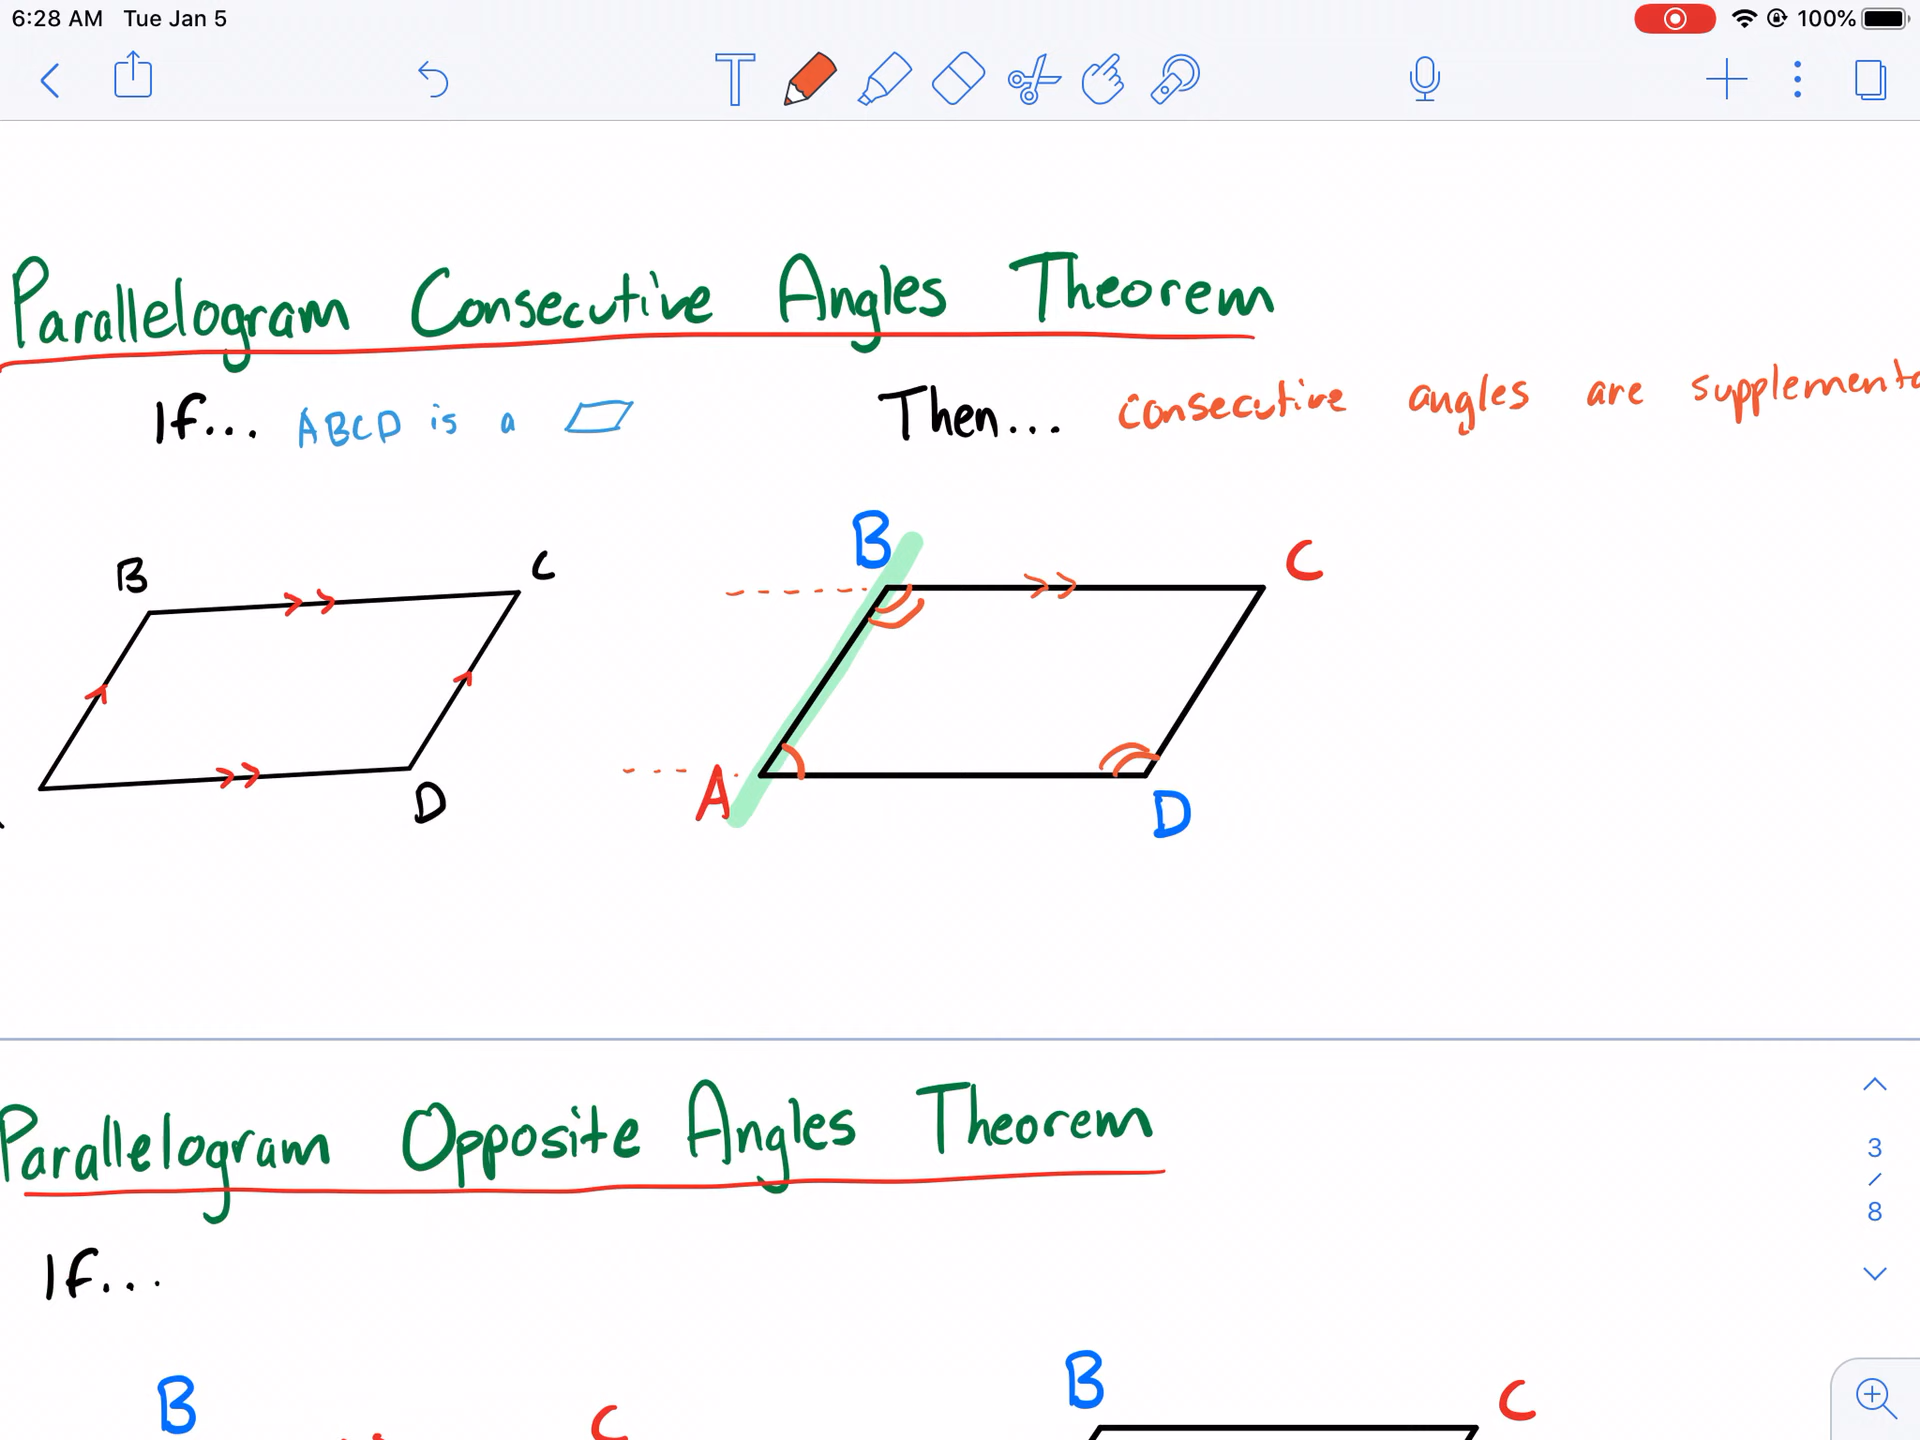 6:28 AM Tue Jan 5 100%
Parallelogram Consecutive Angles Theorem
If... ABCD is a
Then... consecutive angles are supplementa
B C B C
D A D
Parallelogram Opposite Angles Theorem
3
/
8
If...
B C B C